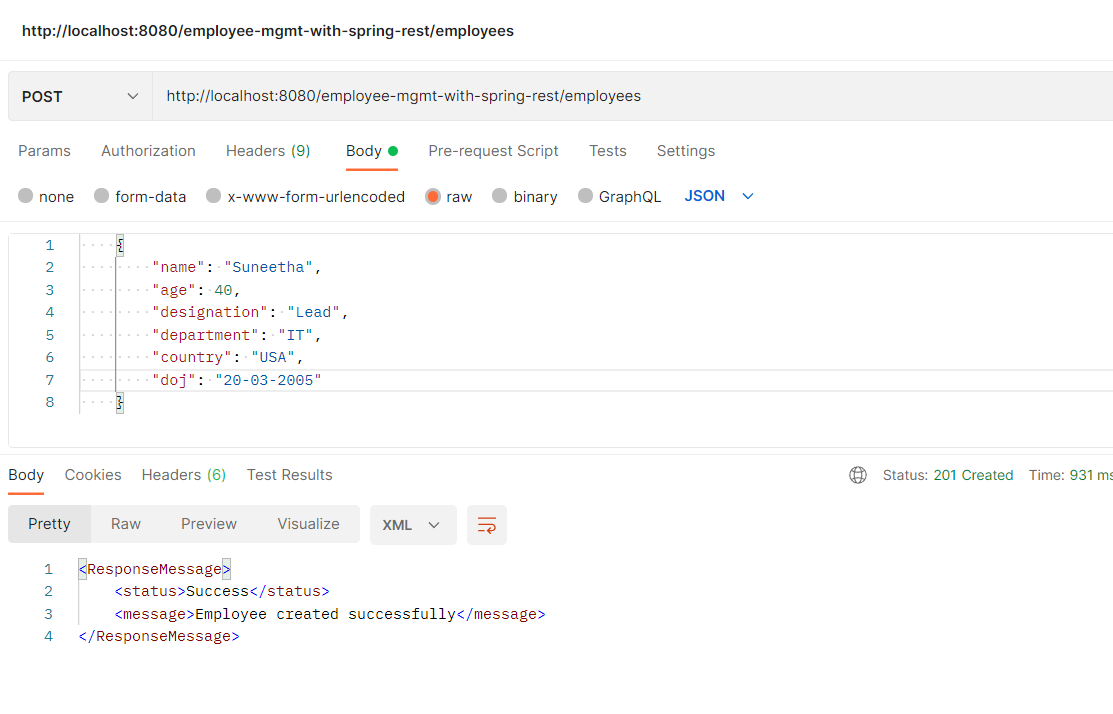 http://localhost:8080/employee-mgmt-with-spring-rest/employees
POST http://localhost:8080/employee-mgmt-with-spring-rest/employees
Params Authorization Headers (9) Body Pre-request Script Tests Settings
none form-data x-www-form-urlencoded raw binary GraphQL JSON
1 {
2 "name": "Suneetha",
3 "age": 40,
4 "designation": "Lead",
5 "department": "IT",
6 "country": "USA",
7 "doj": "20-03-2005"
8 }
Body Cookies Headers (6) Test Results Status: 201 Created Time: 931 ms
Pretty Raw Preview Visualize XML
1 <ResponseMessage>
2 <status>Success</status>
3 <message>Employee created successfully</message>
4 </ResponseMessage>